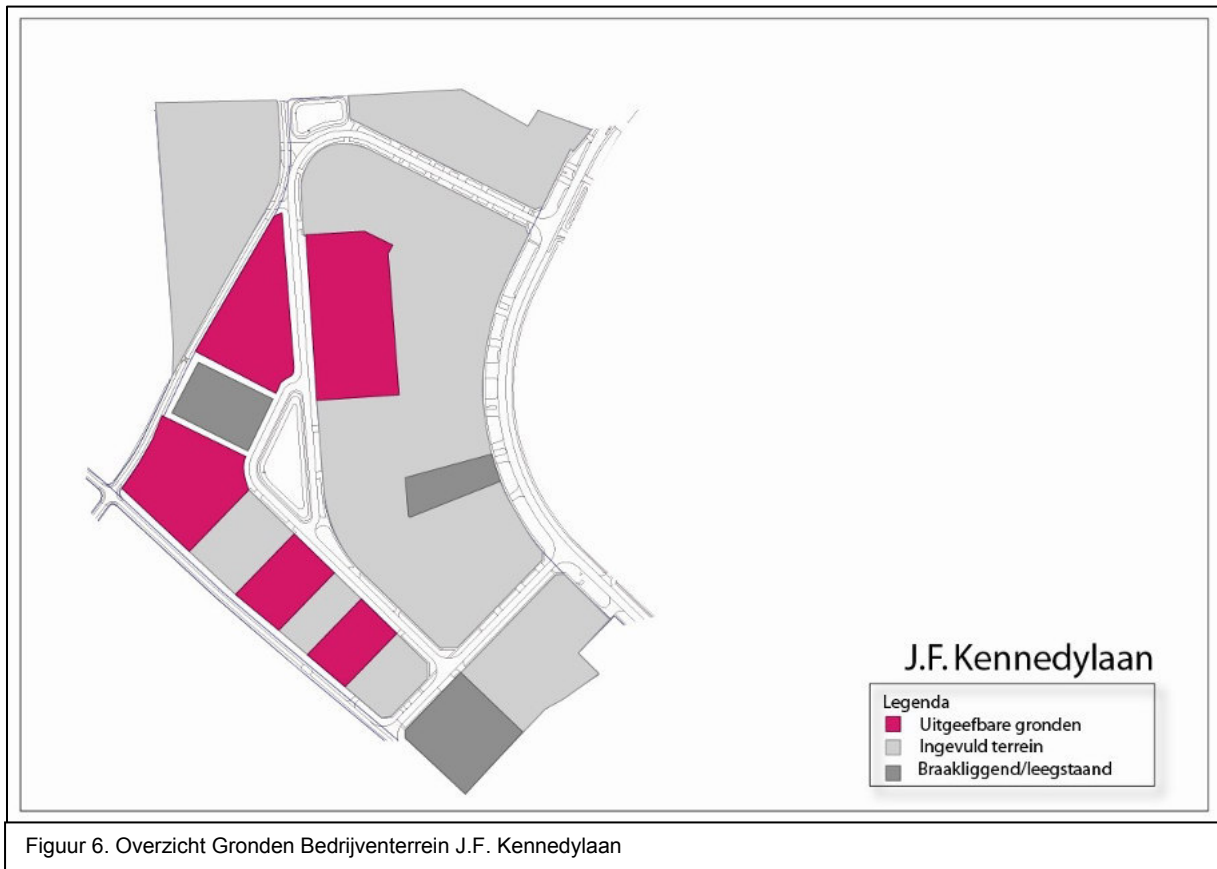 J.F. Kennedylaan
Legenda
Uitgeefbare gronden
Ingevuld terrein
Braakliggend/leegstaand
Figuur 6. Overzicht Gronden Bedrijventerrein J.F. Kennedylaan